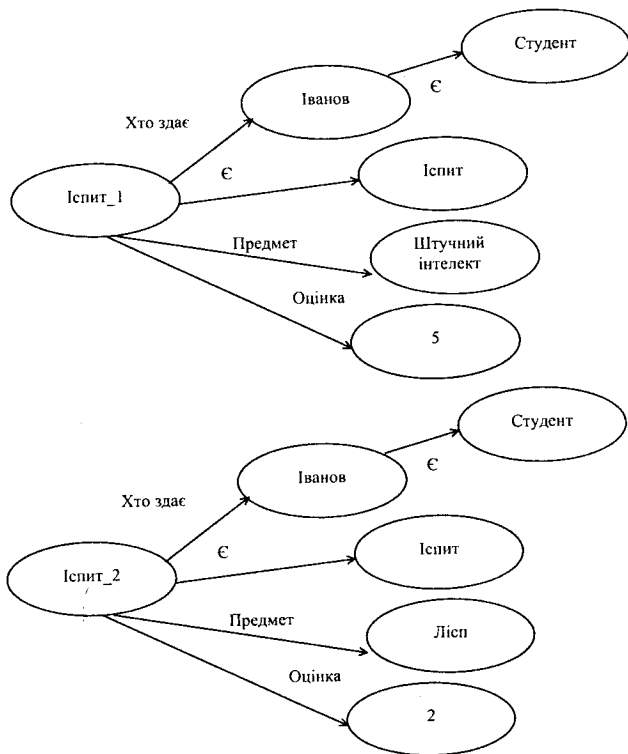 Студент
Іванов
Є
Хто здає
Є
Іспит
Іспит_1
Предмет
Штучний
інтелект
Оцінка
5
Студент
Іванов
Є
Хто здає
Є
Іспит
Іспит_2
Предмет
Лісп
Оцінка
2